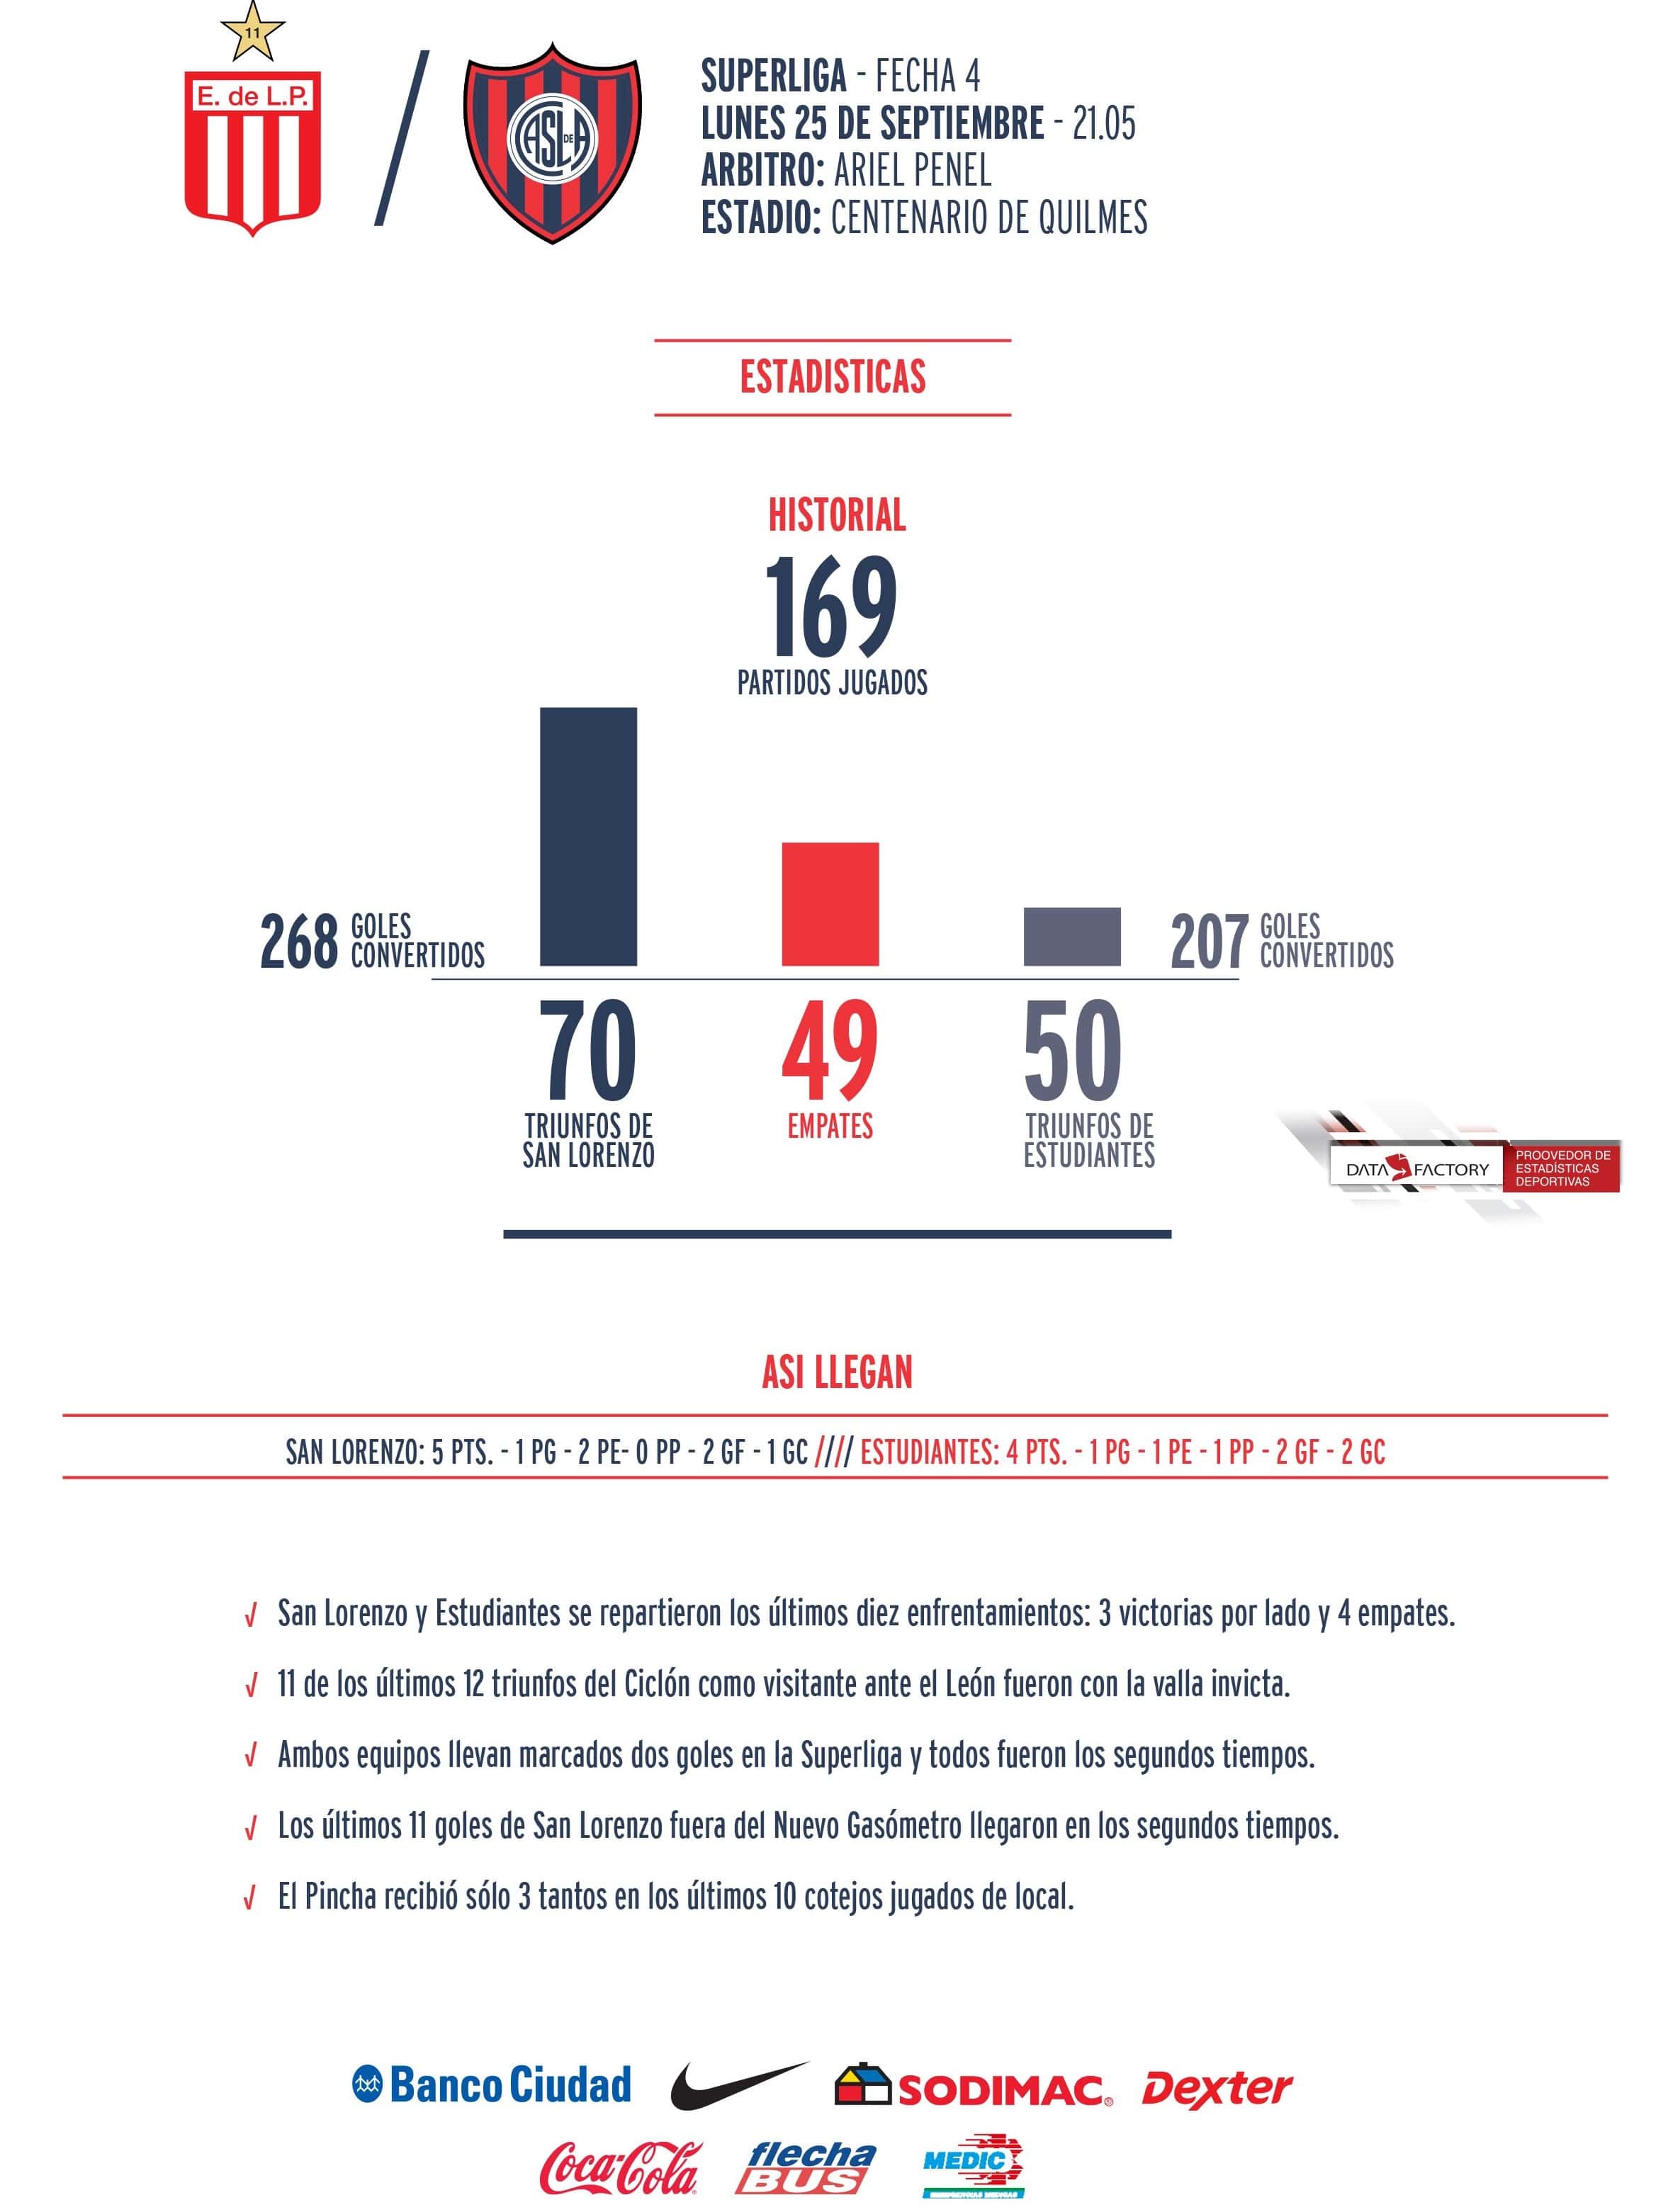 11
E. de L.P.
CASLA
DE
SUPERLIGA - FECHA 4
LUNES 25 DE SEPTIEMBRE - 21.05
ARBITRO: ARIEL PENEL
ESTADIO: CENTENARIO DE QUILMES
ESTADISTICAS
HISTORIAL
169
PARTIDOS JUGADOS
268 GOLES
CONVERTIDOS
207 GOLES
CONVERTIDOS
70
TRIUNFOS DE
SAN LORENZO
49
EMPATES
50
TRIUNFOS DE
ESTUDIANTES
DATA FACTORY
PROOVEDOR DE
ESTADÍSTICAS
DEPORTIVAS
ASI LLEGAN
SAN LORENZO: 5 PTS. - 1 PG - 2 PE- 0 PP - 2 GF - 1 GC //// ESTUDIANTES: 4 PTS. - 1 PG - 1 PE - 1 PP - 2 GF - 2 GC
√ San Lorenzo y Estudiantes se repartieron los últimos diez enfrentamientos: 3 victorias por lado y 4 empates.
√ 11 de los últimos 12 triunfos del Ciclón como visitante ante el León fueron con la valla invicta.
√ Ambos equipos llevan marcados dos goles en la Superliga y todos fueron los segundos tiempos.
√ Los últimos 11 goles de San Lorenzo fuera del Nuevo Gasómetro llegaron en los segundos tiempos.
√ El Pincha recibió sólo 3 tantos en los últimos 10 cotejos jugados de local.
Banco Ciudad
SODIMAC
Dexter
Coca-Cola
flecha
BUS
MEDIC
EMERGENCIAS MEDICAS